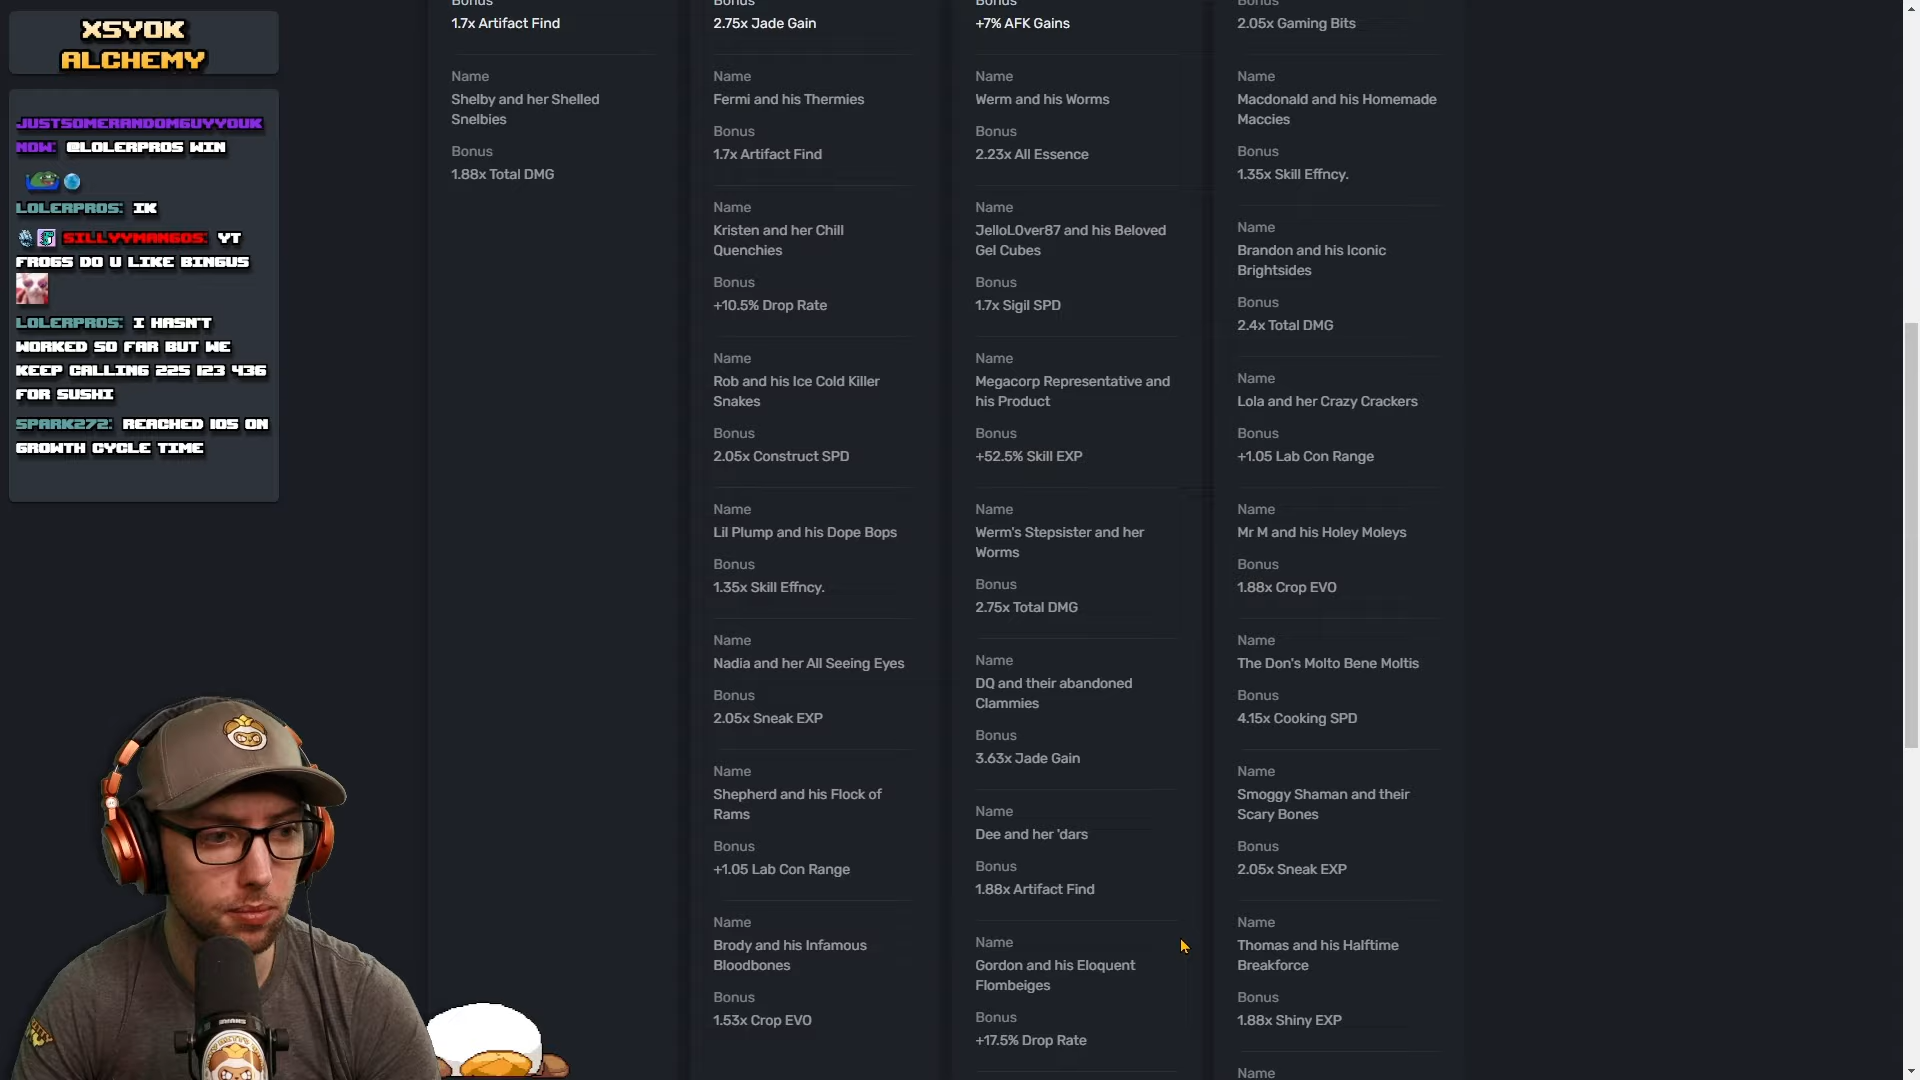 XSYOK
ALCHEMY
JUSTSOMERANDOMGUYYOUK
NOW: @LOLERPROS WIN
LOLERPROS: IK
SILLYYMANGOS: YT
FROGS DO U LIKE BINGUS
LOLERPROS: I HASN'T
WORKED SO FAR BUT WE
KEEP CALLING 225 123 436
FOR SUSHI
SPARK272: REACHED 10S ON
GROWTH CYCLE TIME
Bonus
1.7x Artifact Find
Name
Shelby and her Shelled
Snelbies
Bonus
1.88x Total DMG
Bonus
2.75x Jade Gain
Name
Fermi and his Thermies
Bonus
1.7x Artifact Find
Name
Kristen and her Chill
Quenchies
Bonus
+10.5% Drop Rate
Name
Rob and his Ice Cold Killer
Snakes
Bonus
2.05x Construct SPD
Name
Lil Plump and his Dope Bops
Bonus
1.35x Skill Effncy.
Name
Nadia and her All Seeing Eyes
Bonus
2.05x Sneak EXP
Name
Shepherd and his Flock of
Rams
Bonus
+1.05 Lab Con Range
Name
Brody and his Infamous
Bloodbones
Bonus
1.53x Crop EVO
Bonus
+7% AFK Gains
Name
Werm and his Worms
Bonus
2.23x All Essence
Name
JelloL0ver87 and his Beloved
Gel Cubes
Bonus
1.7x Sigil SPD
Name
Megacorp Representative and
his Product
Bonus
+52.5% Skill EXP
Name
Werm's Stepsister and her
Worms
Bonus
2.75x Total DMG
Name
DQ and their abandoned
Clammies
Bonus
3.63x Jade Gain
Name
Dee and her 'dars
Bonus
1.88x Artifact Find
Name
Gordon and his Eloquent
Flombeiges
Bonus
+17.5% Drop Rate
Bonus
2.05x Gaming Bits
Name
Macdonald and his Homemade
Maccies
Bonus
1.35x Skill Effncy.
Name
Brandon and his Iconic
Brightsides
Bonus
2.4x Total DMG
Name
Lola and her Crazy Crackers
Bonus
+1.05 Lab Con Range
Name
Mr M and his Holey Moleys
Bonus
1.88x Crop EVO
Name
The Don's Molto Bene Moltis
Bonus
4.15x Cooking SPD
Name
Smoggy Shaman and their
Scary Bones
Bonus
2.05x Sneak EXP
Name
Thomas and his Halftime
Breakforce
Bonus
1.88x Shiny EXP
Name